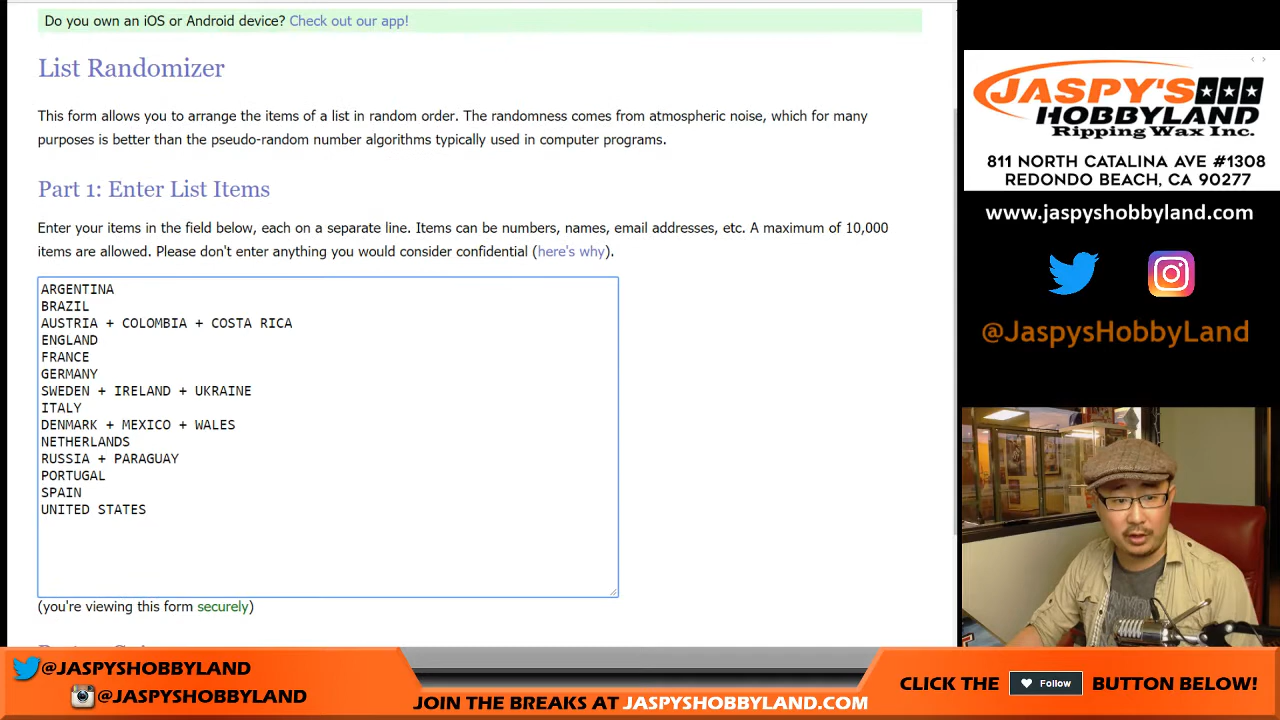 Do you own an iOS or Android device? Check out our app!
List Randomizer
This form allows you to arrange the items of a list in random order. The randomness comes from atmospheric noise, which for many
purposes is better than the pseudo-random number algorithms typically used in computer programs.
Part 1: Enter List Items
Enter your items in the field below, each on a separate line. Items can be numbers, names, email addresses, etc. A maximum of 10,000
items are allowed. Please don't enter anything you would consider confidential (here's why).
ARGENTINA
BRAZIL
AUSTRIA + COLOMBIA + COSTA RICA
ENGLAND
FRANCE
GERMANY
SWEDEN + IRELAND + UKRAINE
ITALY
DENMARK + MEXICO + WALES
NETHERLANDS
RUSSIA + PARAGUAY
PORTUGAL
SPAIN
UNITED STATES
(you're viewing this form securely)
JASPY'S
HOBBYLAND
Ripping Wax Inc.
811 NORTH CATALINA AVE #1308
REDONDO BEACH, CA 90277
www.jaspyshobbyland.com
@JaspysHobbyLand
@JASPYSHOBBYLAND
@JASPYSHOBBYLAND
JOIN THE BREAKS AT JASPYSHOBBYLAND.COM
CLICK THE Follow BUTTON BELOW!